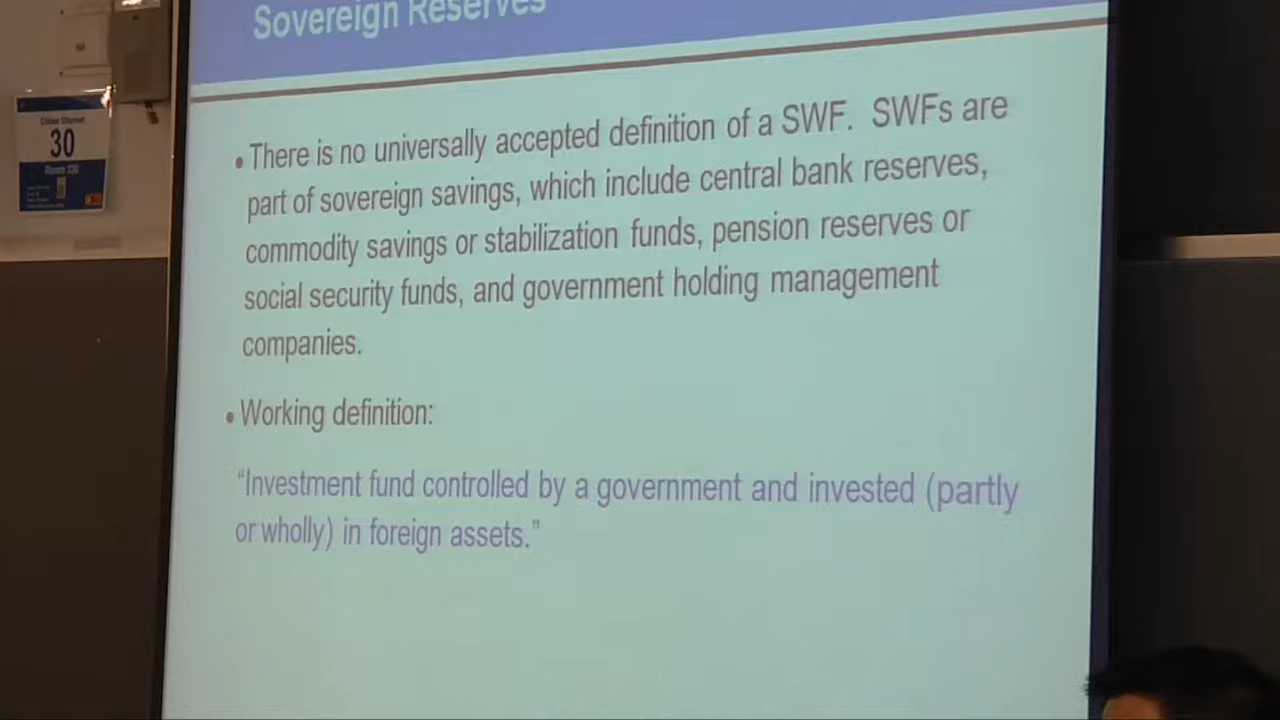 Sovereign Reserves
• There is no universally accepted definition of a SWF. SWFs are
part of sovereign savings, which include central bank reserves,
commodity savings or stabilization funds, pension reserves or
social security funds, and government holding management
companies.
• Working definition:
“Investment fund controlled by a government and invested (partly
or wholly) in foreign assets.”
30
Room 330